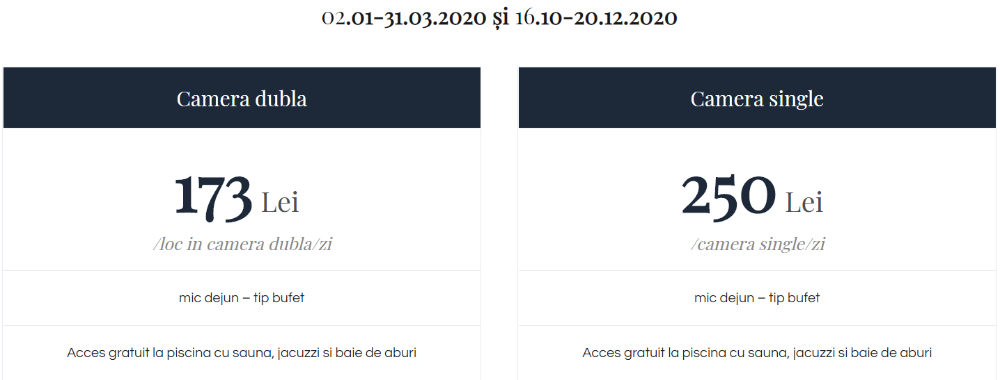 02.01-31.03.2020 și 16.10-20.12.2020
Camera dubla
173 Lei
/loc in camera dubla/zi
mic dejun – tip bufet
Acces gratuit la piscina cu sauna, jacuzzi si baie de aburi
Camera single
250 Lei
/camera single/zi
mic dejun – tip bufet
Acces gratuit la piscina cu sauna, jacuzzi si baie de aburi